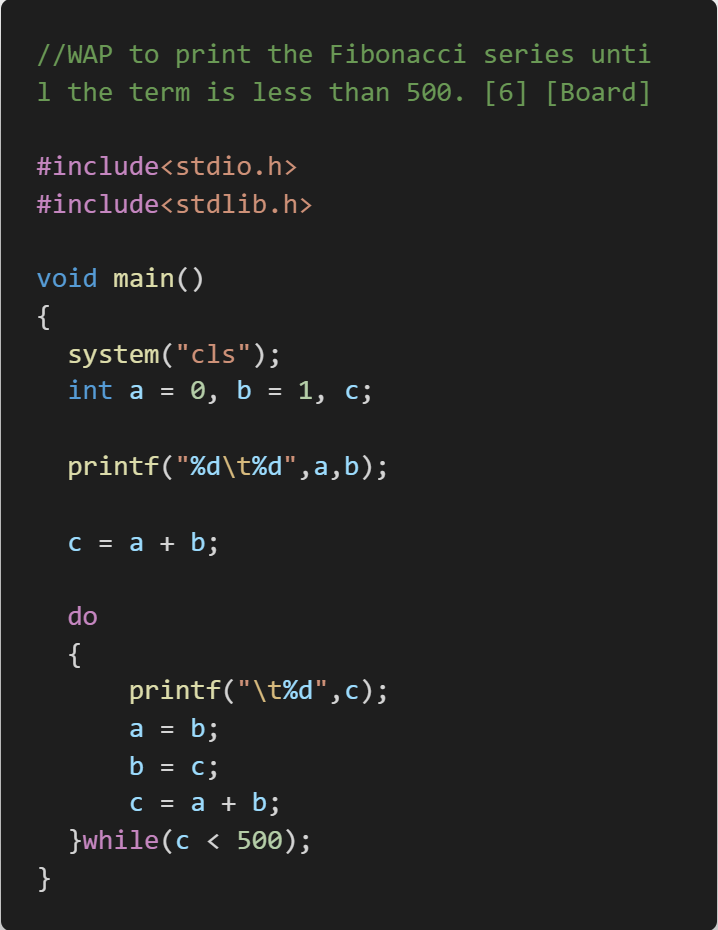 //WAP to print the Fibonacci series unti
l the term is less than 500. [6] [Board]
#include<stdio.h>
#include<stdlib.h>
void main()
{
system("cls");
int a = 0, b = 1, c;
printf("%d\t%d",a,b);
c = a + b;
do
{
printf("\t%d",c);
a = b;
b = c;
c = a + b;
}while(c < 500);
}